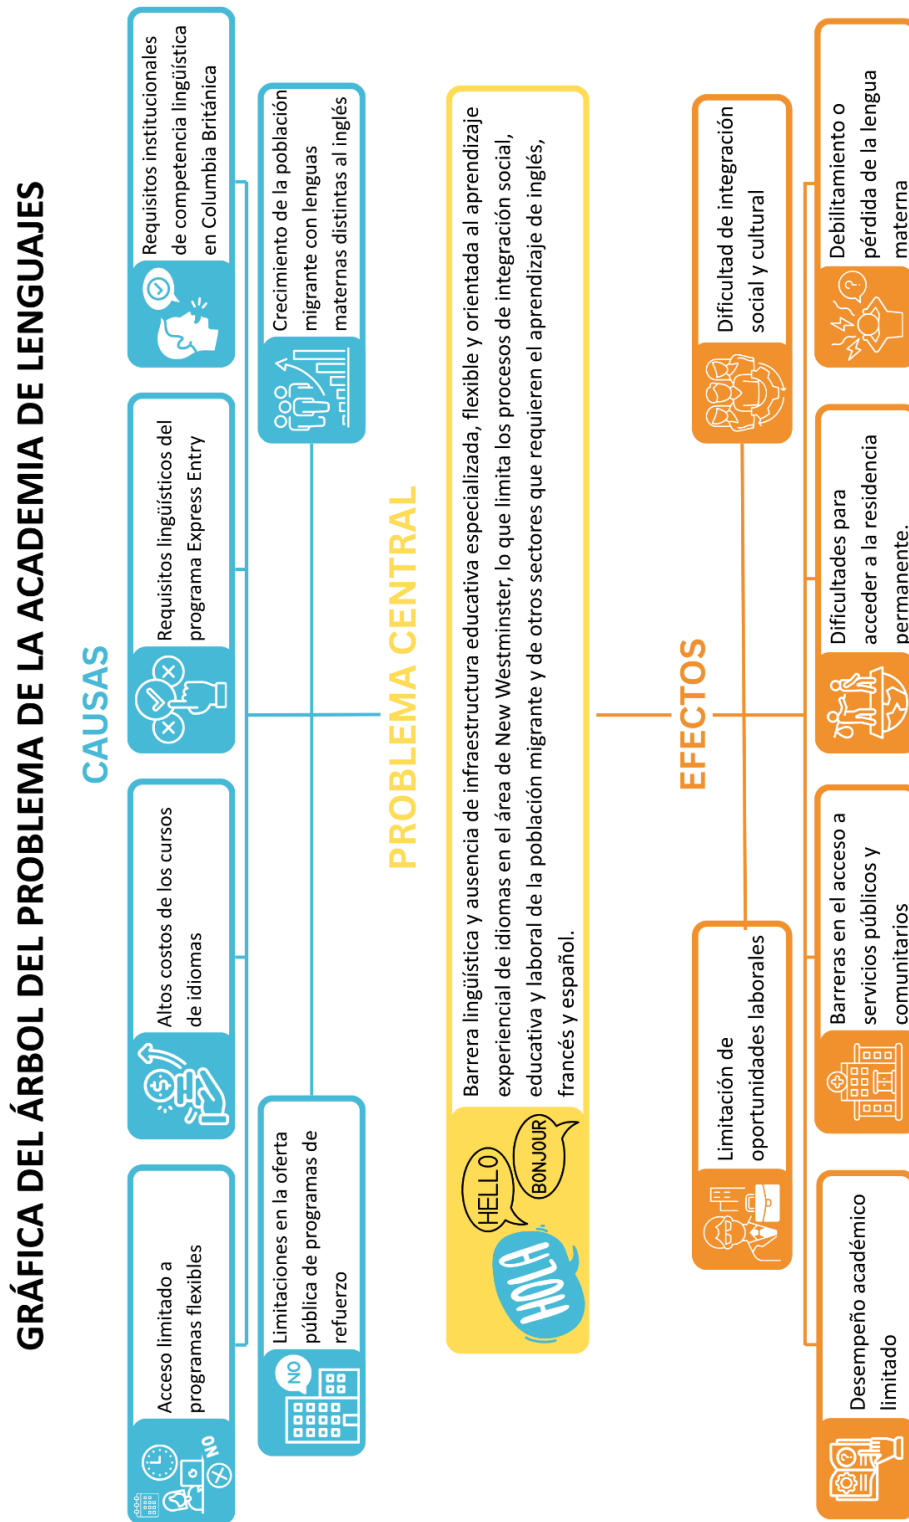 GRÁFICA DEL ÁRBOL DEL PROBLEMA DE LA ACADEMIA DE LENGUAJES
CAUSAS
NO
Acceso limitado a
programas flexibles
Altos costos de los cursos
de idiomas
Requisitos lingüísticos del
programa Express Entry
Requisitos institucionales
de competencia lingüística
en Columbia Británica
NO
Limitaciones en la oferta
pública de programas de
refuerzo
Crecimiento de la población
migrante con lenguas
maternas distintas al inglés
PROBLEMA CENTRAL
HOLA
HELLO
BONJOUR
Barrera lingüística y ausencia de infraestructura educativa especializada, flexible y orientada al aprendizaje
experiencial de idiomas en el área de New Westminster, lo que limita los procesos de integración social,
educativa y laboral de la población migrante y de otros sectores que requieren el aprendizaje de inglés,
francés y español.
EFECTOS
Limitación de
oportunidades laborales
Dificultad de integración
social y cultural
Desempeño académico
limitado
Barreras en el acceso a
servicios públicos y
comunitarios
Dificultades para
acceder a la residencia
permanente.
Debilitamiento o
pérdida de la lengua
materna